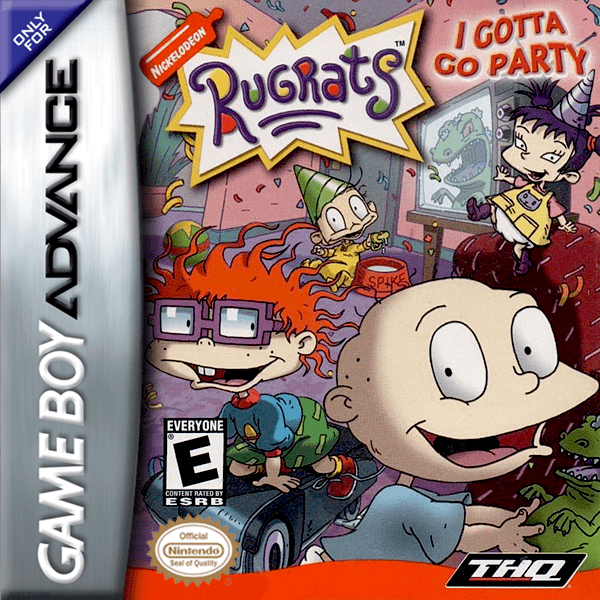 ONLY
FOR
GAME BOY ADVANCE
NICKELODEON
RUGRATS™
I GOTTA
GO PARTY
SPIKE
EVERYONE
E
®
CONTENT RATED BY
ESRB
Official
Nintendo
Seal of Quality
®
THQ